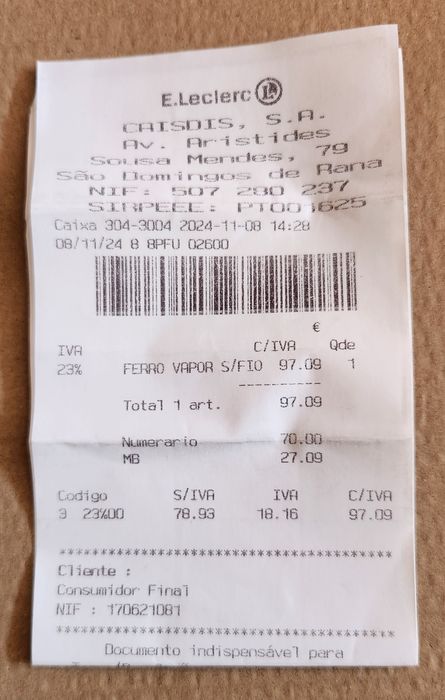 E.Leclerc L
CAISDIS, S.A.
Av. Aristides
Sousa Mendes, 79
São Domingos de Rana
NIF: 507 280 237
SIRPEEE: PT001625
Caixa 304-3004 2024-11-08 14:28
08/11/24 8 8PFU 02600
€
IVA C/IVA Qde
23% FERRO VAPOR S/FIO 97.09 1
----------
Total 1 art. 97.09
Numerario 70.00
MB 27.09
Codigo S/IVA IVA C/IVA
3 23%00 78.93 18.16 97.09
****************************************
Cliente :
Consumidor Final
NIF : 170621081
****************************************
Documento indispensável para